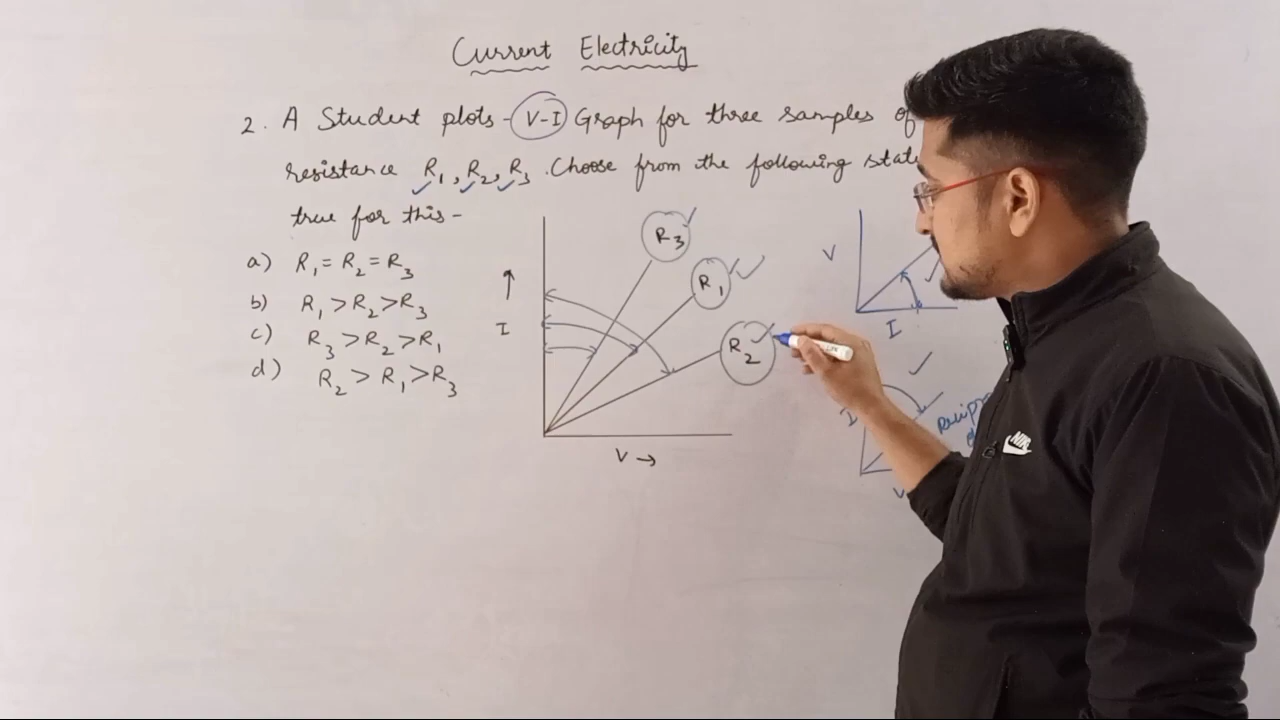 Current Electricity
2. A Student plots - V-I Graph for three samples of
resistance R₁, R₂, R₃. Choose from the following
true for this -
a) R₁ = R₂ = R₃
b) R₁ > R₂ > R₃
c) R₃ > R₂ > R₁
d) R₂ > R₁ > R₃
R₃
R₁
R₂
↑
I
V →
V
I
I
V
NIKE